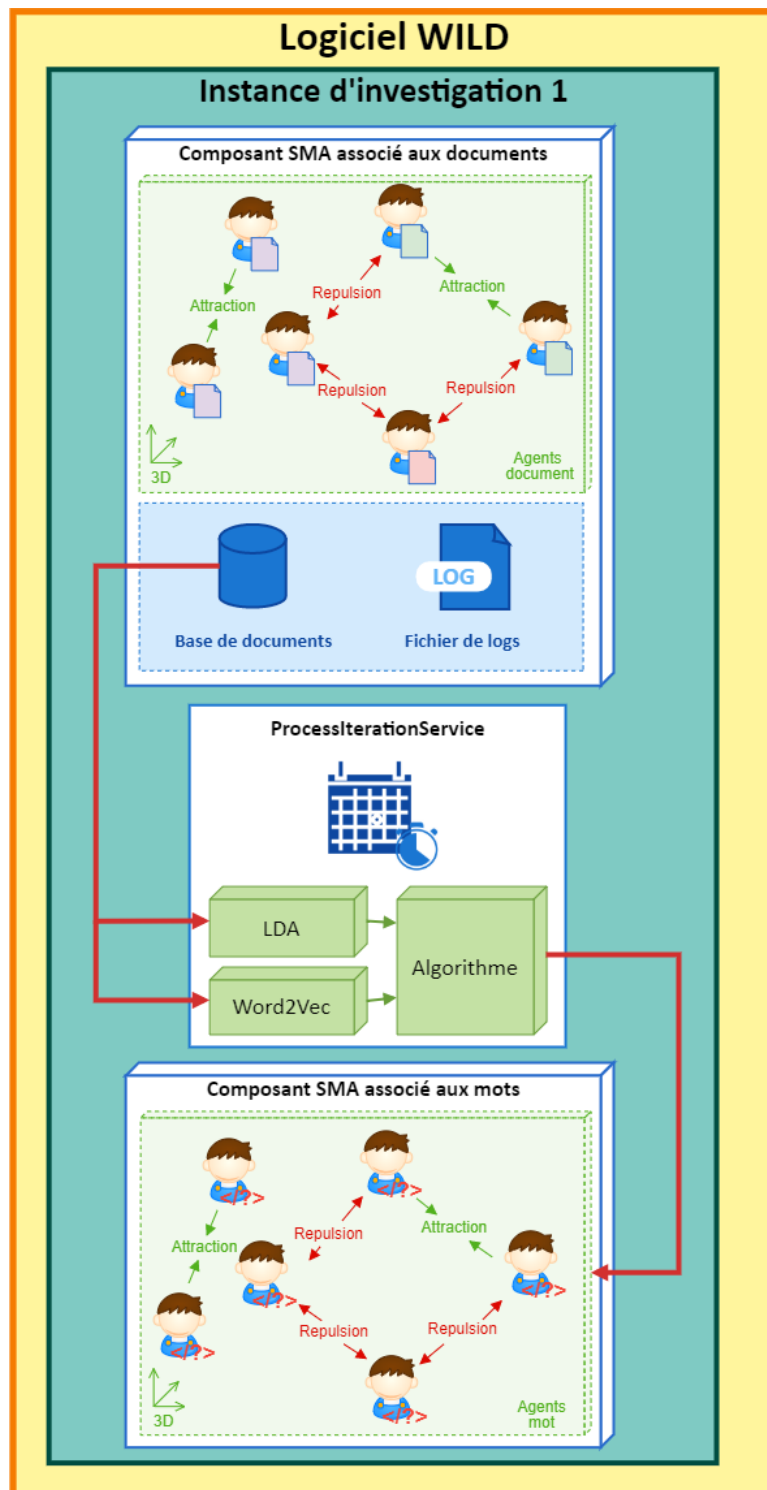 Logiciel WILD
Instance d'investigation 1
Composant SMA associé aux documents
Attraction
Repulsion
Attraction
Repulsion
Repulsion
3D
Agents
document
LOG
Base de documents
Fichier de logs
ProcessIterationService
LDA
Algorithme
Word2Vec
Composant SMA associé aux mots
</?>
</?>
Attraction
Repulsion
Attraction
</?>
</?>
</?>
Repulsion
Repulsion
</?>
3D
Agents
mot